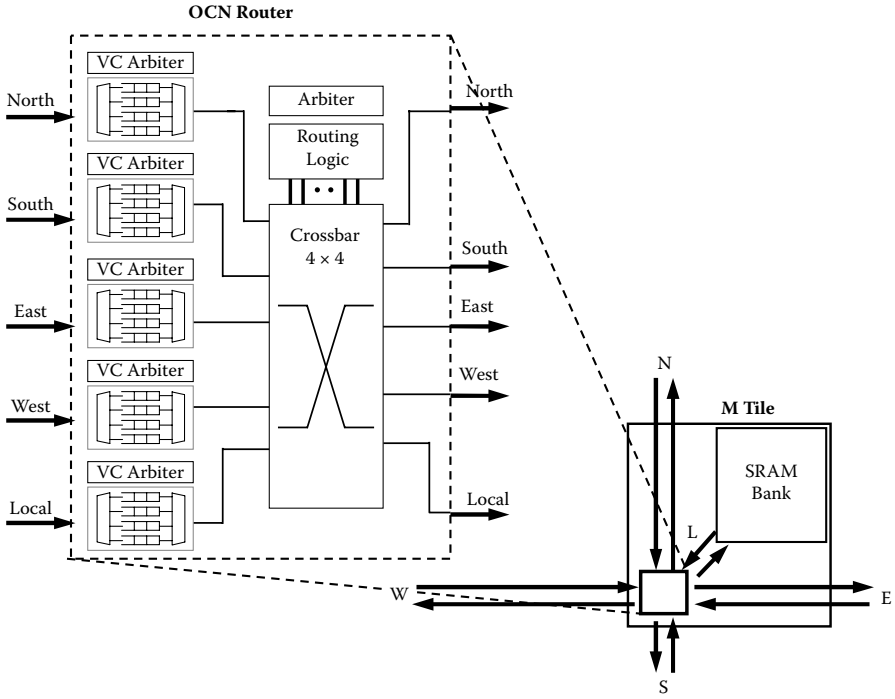 OCN Router
VC Arbiter
North
VC Arbiter
South
VC Arbiter
East
VC Arbiter
West
VC Arbiter
Local
Arbiter
Routing
Logic
Crossbar
4 × 4
North
South
East
West
Local
N
M Tile
SRAM
Bank
L
W
E
S